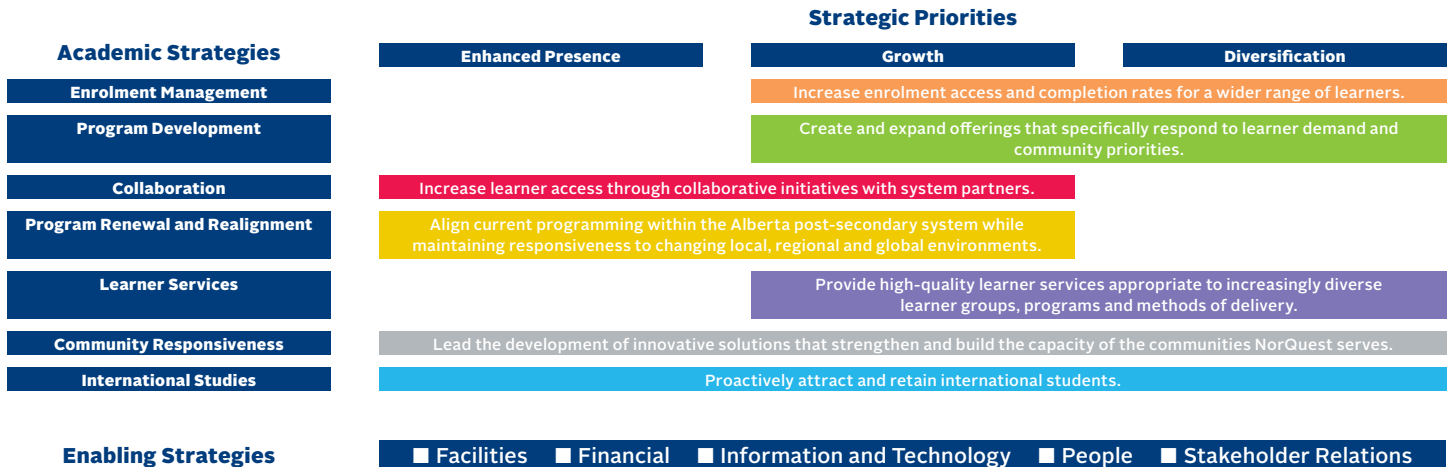 Strategic Priorities
Academic Strategies
Enhanced Presence
Growth
Diversification
Enrolment Management
Increase enrolment access and completion rates for a wider range of learners.
Program Development
Create and expand offerings that specifically respond to learner demand and
community priorities.
Collaboration
Increase learner access through collaborative initiatives with system partners.
Program Renewal and Realignment
Align current programming within the Alberta post-secondary system while
maintaining responsiveness to changing local, regional and global environments.
Learner Services
Provide high-quality learner services appropriate to increasingly diverse
learner groups, programs and methods of delivery.
Community Responsiveness
Lead the development of innovative solutions that strengthen and build the capacity of the communities NorQuest serves.
International Studies
Proactively attract and retain international students.
Enabling Strategies
■ Facilities ■ Financial ■ Information and Technology ■ People ■ Stakeholder Relations